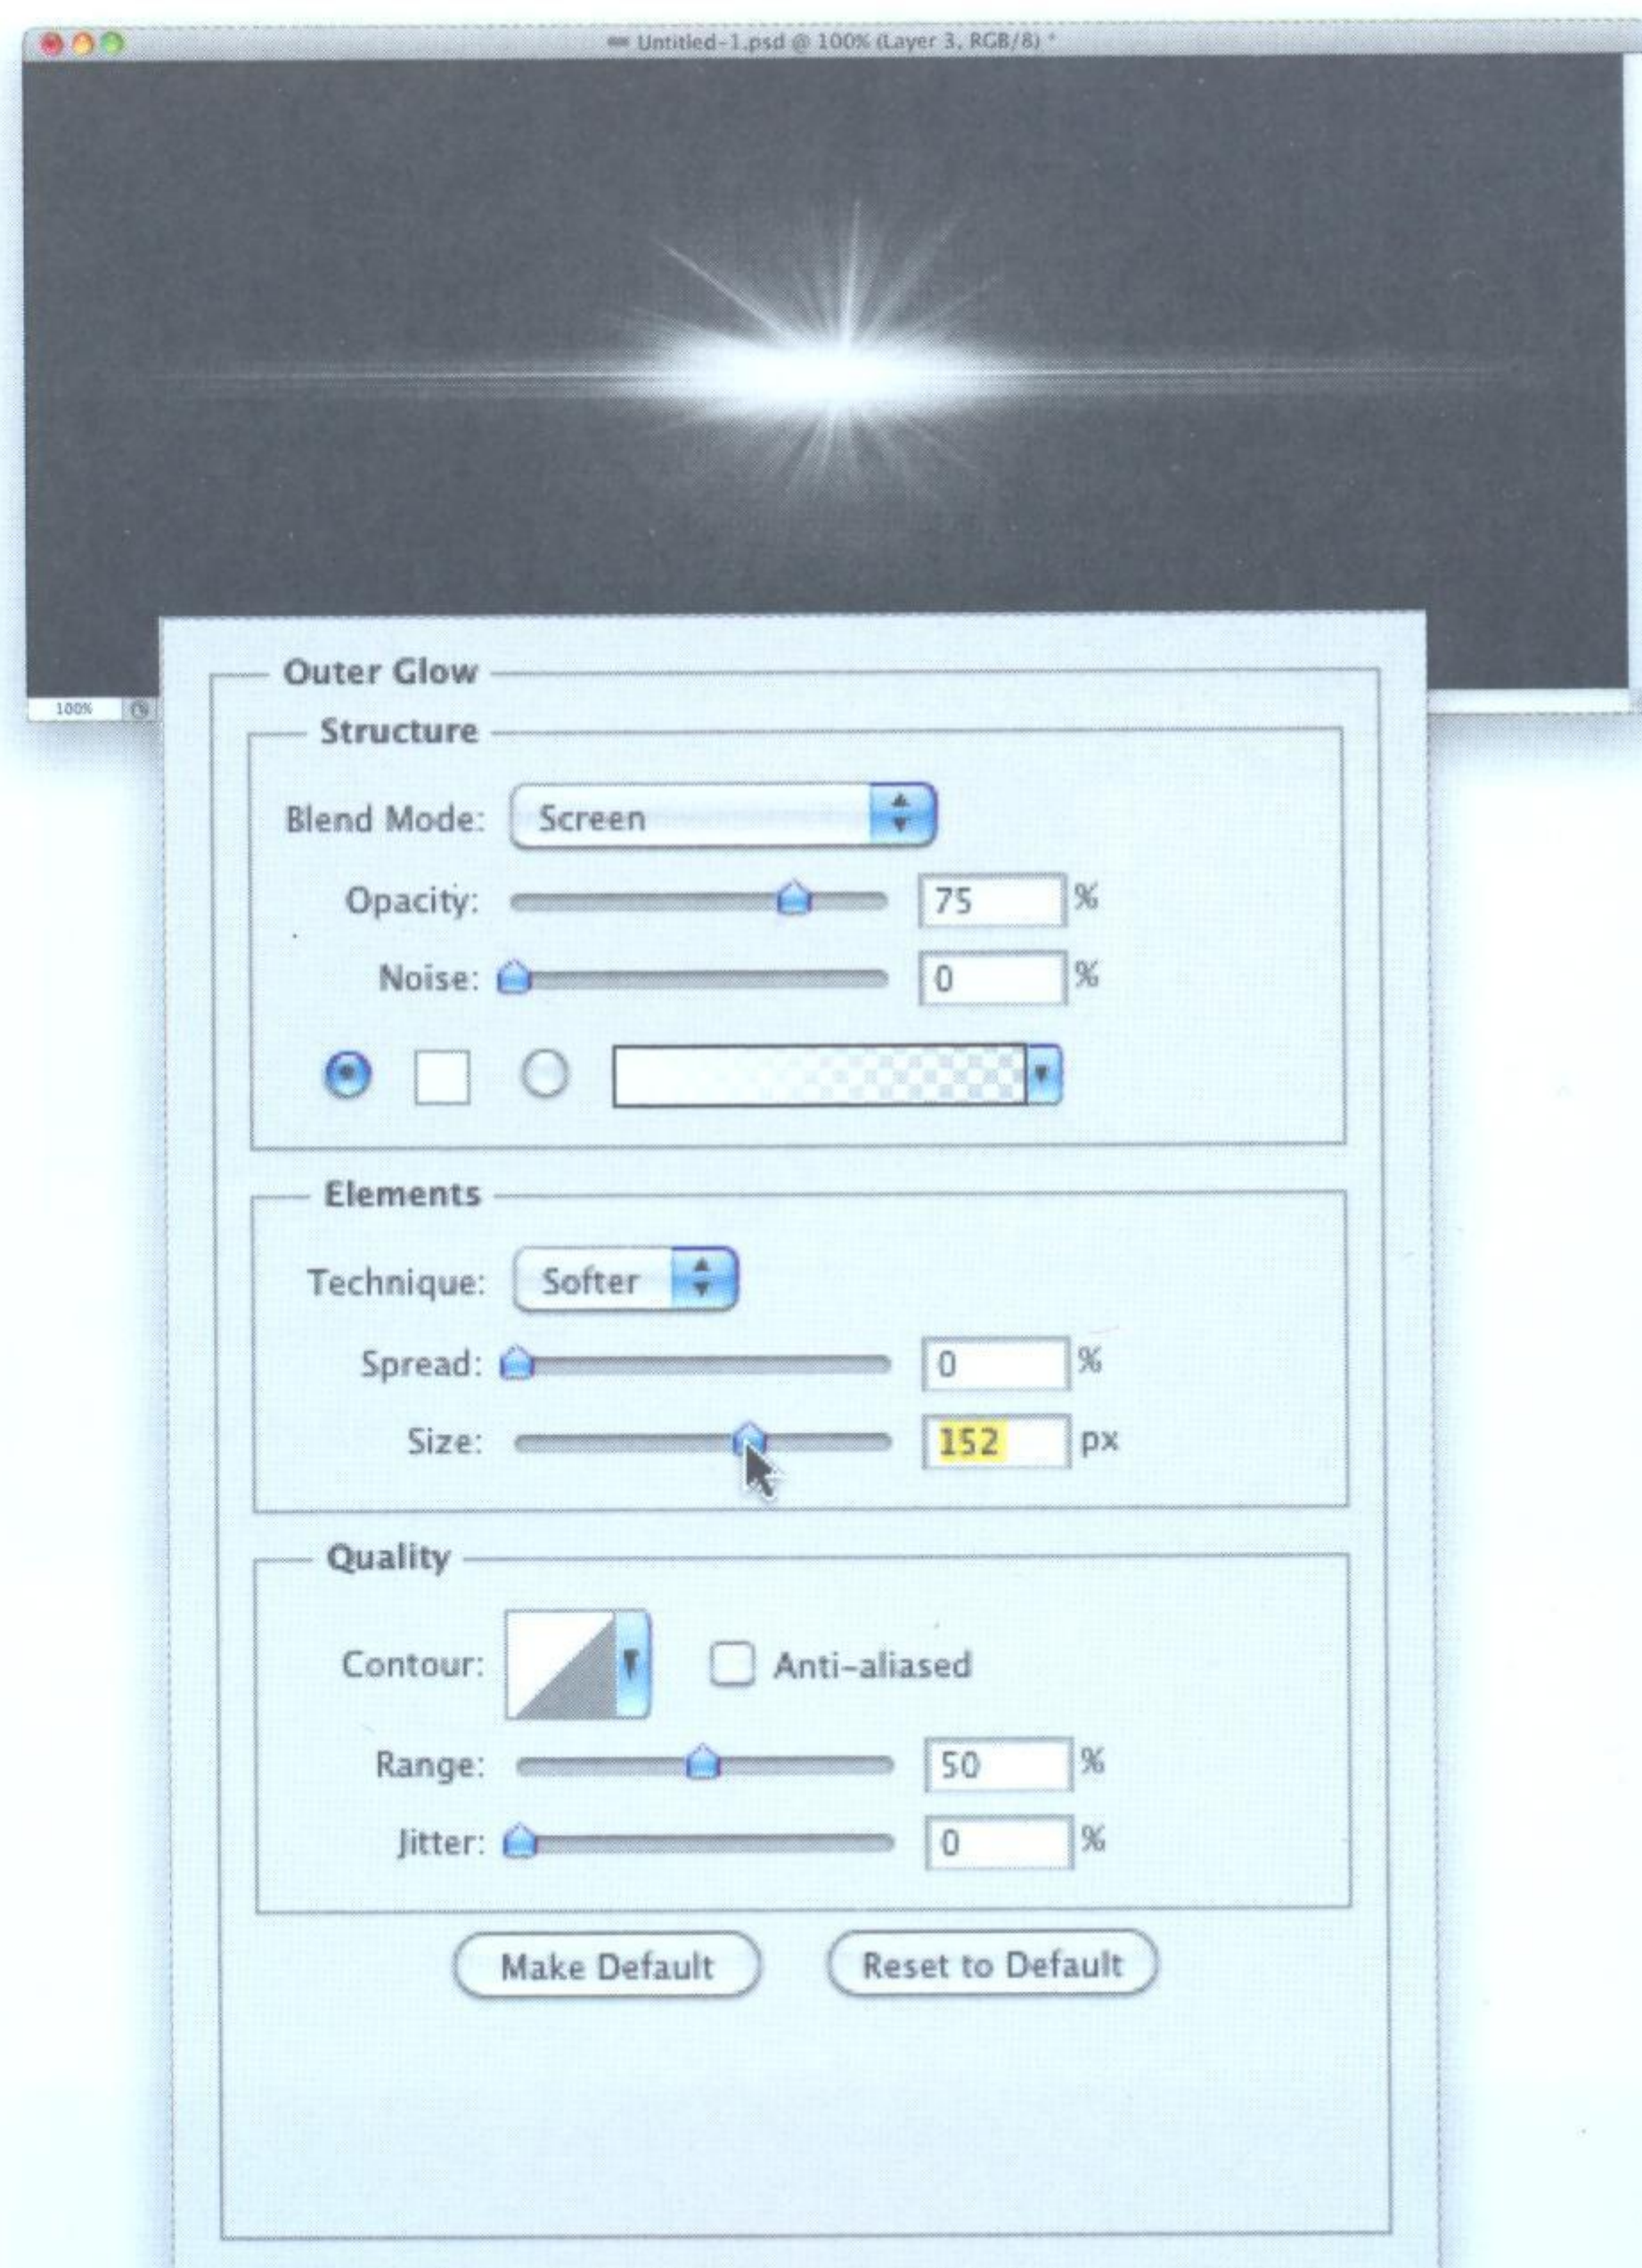 Untitled-1.psd @ 100% (Layer 3, RGB/8) *
100%
Outer Glow
Structure
Blend Mode: Screen
Opacity: 75 %
Noise: 0 %
Elements
Technique: Softer
Spread: 0 %
Size: 152 px
Quality
Contour: Anti-aliased
Range: 50 %
Jitter: 0 %
Make Default Reset to Default